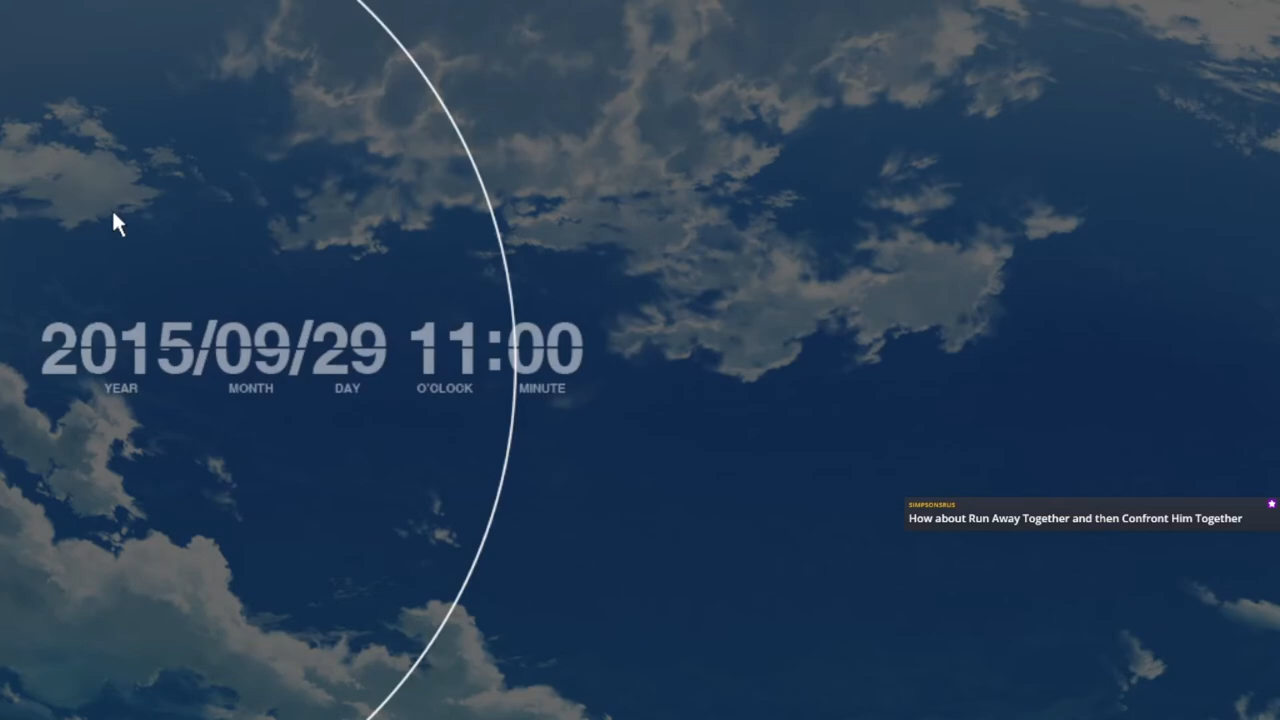 2015/09/29 11:00
YEAR MONTH DAY O'OLOCK MINUTE
SIMPSONSRUS
How about Run Away Together and then Confront Him Together